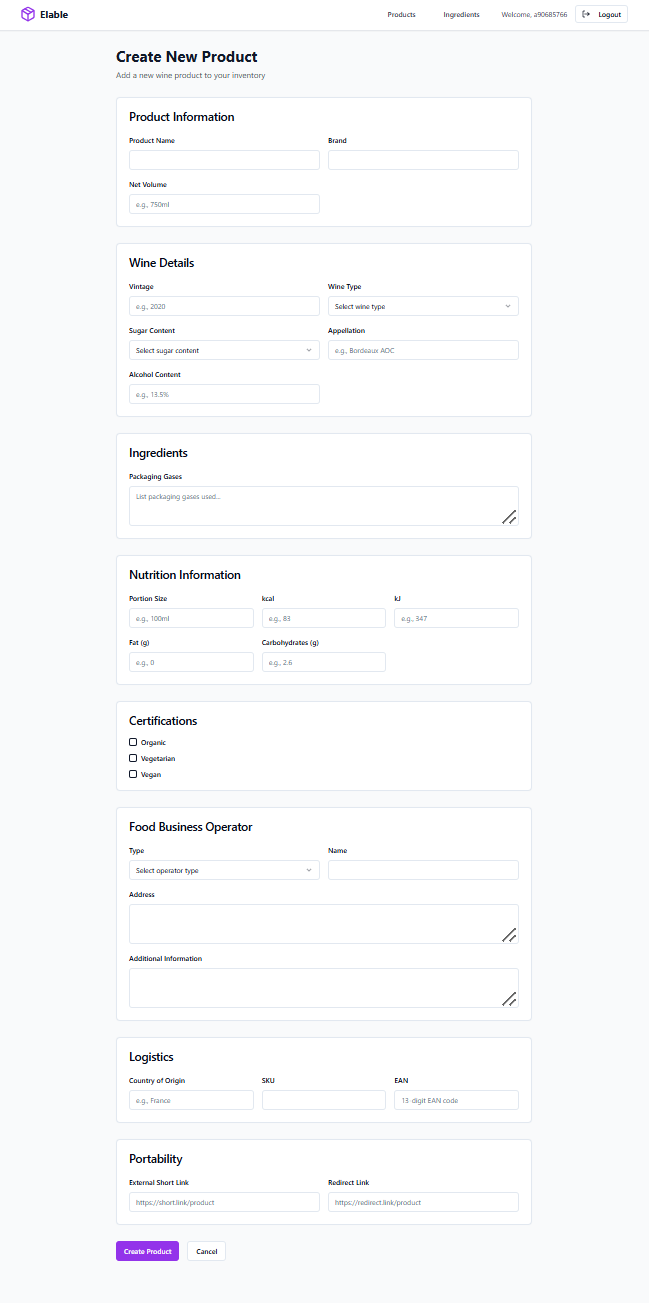 Elable Products Ingredients Welcome, a90685766 Logout
Create New Product
Add a new wine product to your inventory
Product Information
Product Name Brand
Net Volume
e.g., 750ml
Wine Details
Vintage Wine Type
e.g., 2020 Select wine type
Sugar Content Appellation
Select sugar content e.g., Bordeaux AOC
Alcohol Content
e.g., 13.5%
Ingredients
Packaging Gases
List packaging gases used...
Nutrition Information
Portion Size kcal kJ
e.g., 100ml e.g., 83 e.g., 347
Fat (g) Carbohydrates (g)
e.g., 0 e.g., 2.6
Certifications
Organic
Vegetarian
Vegan
Food Business Operator
Type Name
Select operator type
Address
Additional Information
Logistics
Country of Origin SKU EAN
e.g., France 13-digit EAN code
Portability
External Short Link Redirect Link
https://short.link/product https://redirect.link/product
Create Product Cancel